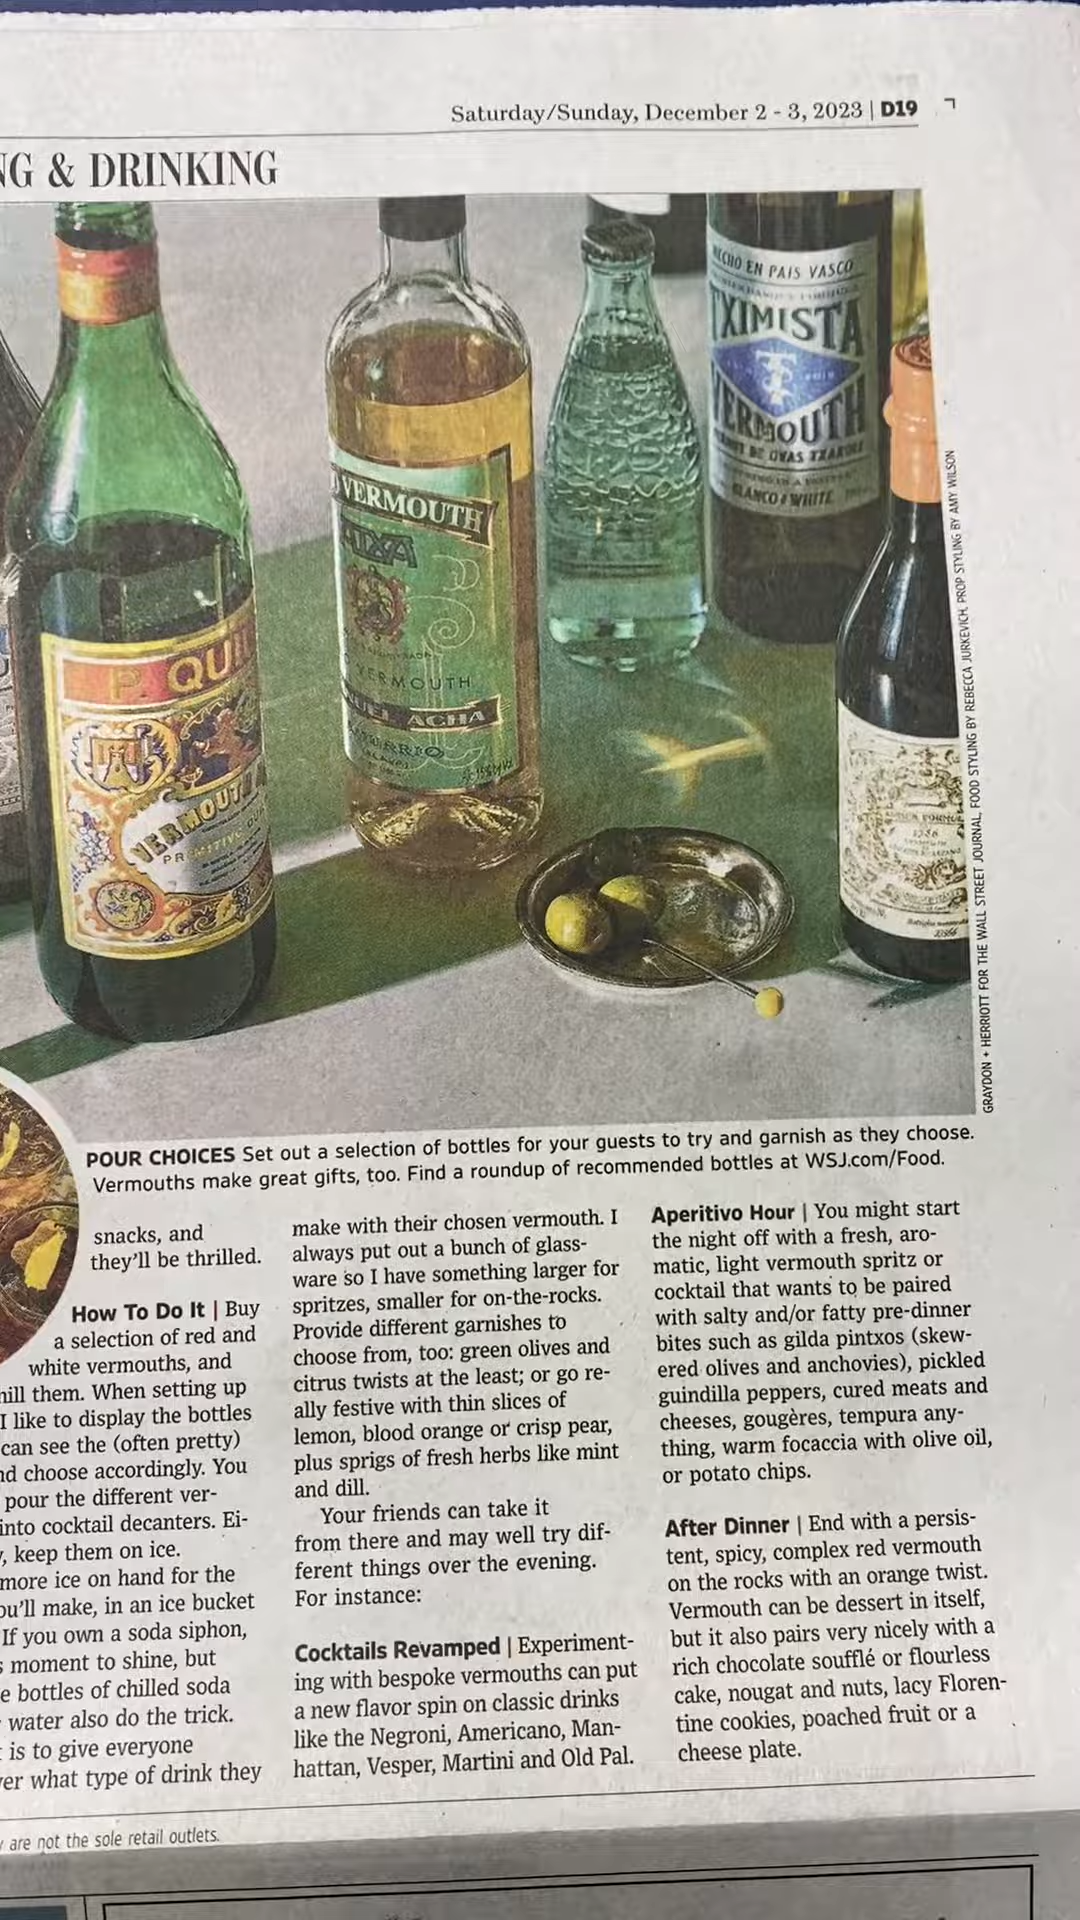 Saturday/Sunday, December 2 - 3, 2023 | D19
NG & DRINKING
HECHO EN PAIS VASCO
TXIMISTA
VERMOUTH
BLANCO & WHITE
VERMOUTH
VERMOUTH
ACHA
P. QUI
VERMOUT
PRIMITIVO
GRAYDON + HERRIOTT FOR THE WALL STREET JOURNAL, FOOD STYLING BY REBECCA JURKEVICH, PROP STYLING BY AMY WILSON
POUR CHOICES Set out a selection of bottles for your guests to try and garnish as they choose.
Vermouths make great gifts, too. Find a roundup of recommended bottles at WSJ.com/Food.
snacks, and
they'll be thrilled.
How To Do It | Buy
a selection of red and
white vermouths, and
hill them. When setting up
I like to display the bottles
can see the (often pretty)
nd choose accordingly. You
pour the different ver-
into cocktail decanters. Ei-
, keep them on ice.
more ice on hand for the
ou'll make, in an ice bucket
If you own a soda siphon,
s moment to shine, but
e bottles of chilled soda
water also do the trick.
is to give everyone
ver what type of drink they
make with their chosen vermouth. I
always put out a bunch of glass-
ware so I have something larger for
spritzes, smaller for on-the-rocks.
Provide different garnishes to
choose from, too: green olives and
citrus twists at the least; or go re-
ally festive with thin slices of
lemon, blood orange or crisp pear,
plus sprigs of fresh herbs like mint
and dill.
Your friends can take it
from there and may well try dif-
ferent things over the evening.
For instance:
Cocktails Revamped | Experiment-
ing with bespoke vermouths can put
a new flavor spin on classic drinks
like the Negroni, Americano, Man-
hattan, Vesper, Martini and Old Pal.
Aperitivo Hour | You might start
the night off with a fresh, aro-
matic, light vermouth spritz or
cocktail that wants to be paired
with salty and/or fatty pre-dinner
bites such as gilda pintxos (skew-
ered olives and anchovies), pickled
guindilla peppers, cured meats and
cheeses, gougères, tempura any-
thing, warm focaccia with olive oil,
or potato chips.
After Dinner | End with a persis-
tent, spicy, complex red vermouth
on the rocks with an orange twist.
Vermouth can be dessert in itself,
but it also pairs very nicely with a
rich chocolate soufflé or flourless
cake, nougat and nuts, lacy Floren-
tine cookies, poached fruit or a
cheese plate.
are not the sole retail outlets.